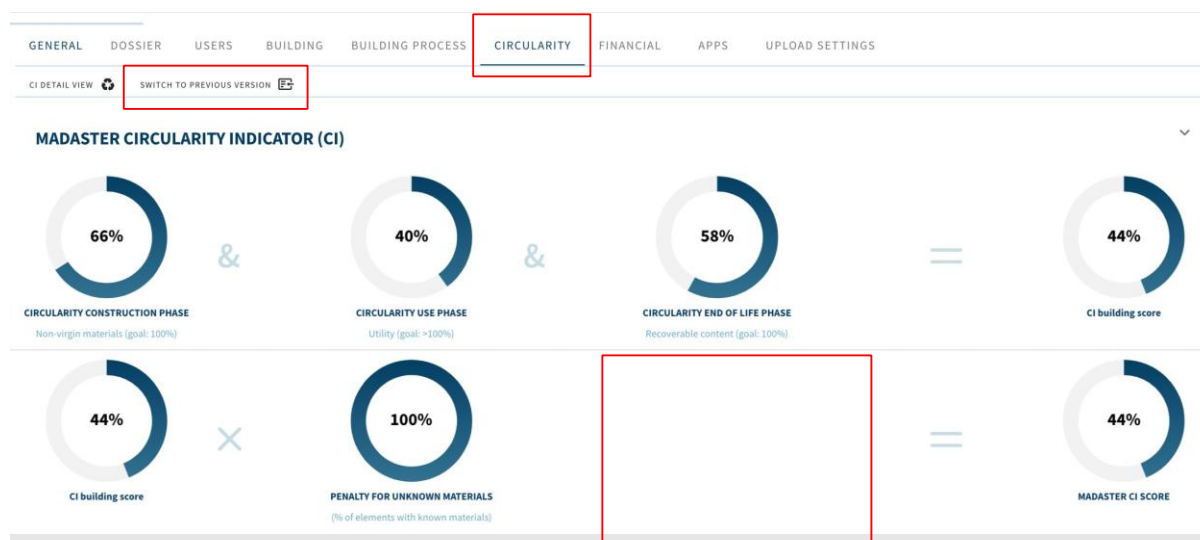 GENERAL DOSSIER USERS BUILDING BUILDING PROCESS CIRCULARITY FINANCIAL APPS UPLOAD SETTINGS
CI DETAIL VIEW SWITCH TO PREVIOUS VERSION
MADASTER CIRCULARITY INDICATOR (CI)
66% & 40% & 58% = 44%
CIRCULARITY CONSTRUCTION PHASE CIRCULARITY USE PHASE CIRCULARITY END OF LIFE PHASE CI building score
Non-virgin materials (goal: 100%) Utility (goal: >100%) Recoverable content (goal: 100%)
44% × 100% = 44%
CI building score PENALTY FOR UNKNOWN MATERIALS MADASTER CI SCORE
(% of elements with known materials)